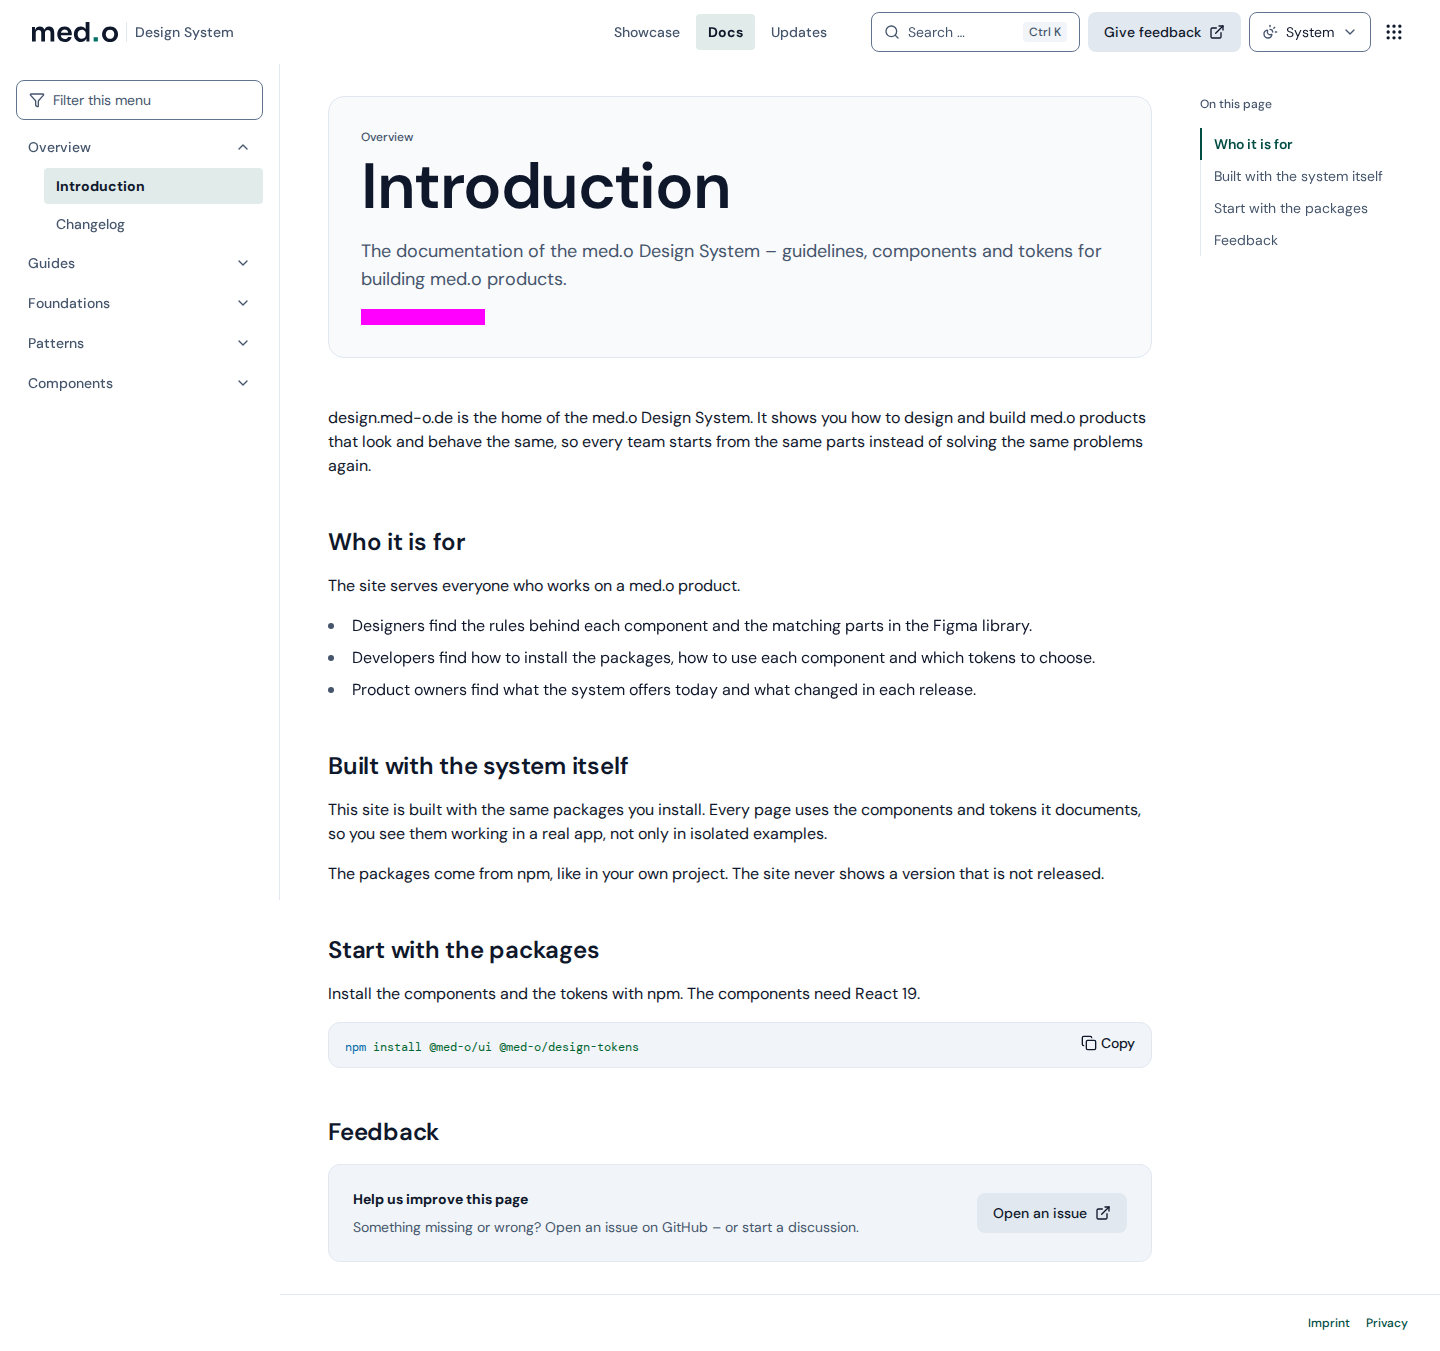 med.o Design System
Showcase
Docs
Updates
Search ...
Ctrl K
Give feedback
System
Filter this menu
Overview
Introduction
Changelog
Guides
Foundations
Patterns
Components
Overview
Introduction
The documentation of the med.o Design System – guidelines, components and tokens for
building med.o products.
design.med-o.de is the home of the med.o Design System. It shows you how to design and build med.o products
that look and behave the same, so every team starts from the same parts instead of solving the same problems
again.
Who it is for
The site serves everyone who works on a med.o product.
Designers find the rules behind each component and the matching parts in the Figma library.
Developers find how to install the packages, how to use each component and which tokens to choose.
Product owners find what the system offers today and what changed in each release.
Built with the system itself
This site is built with the same packages you install. Every page uses the components and tokens it documents,
so you see them working in a real app, not only in isolated examples.
The packages come from npm, like in your own project. The site never shows a version that is not released.
Start with the packages
Install the components and the tokens with npm. The components need React 19.
npm install @med-o/ui @med-o/design-tokens
Copy
Feedback
Help us improve this page
Something missing or wrong? Open an issue on GitHub – or start a discussion.
Open an issue
On this page
Who it is for
Built with the system itself
Start with the packages
Feedback
Imprint
Privacy